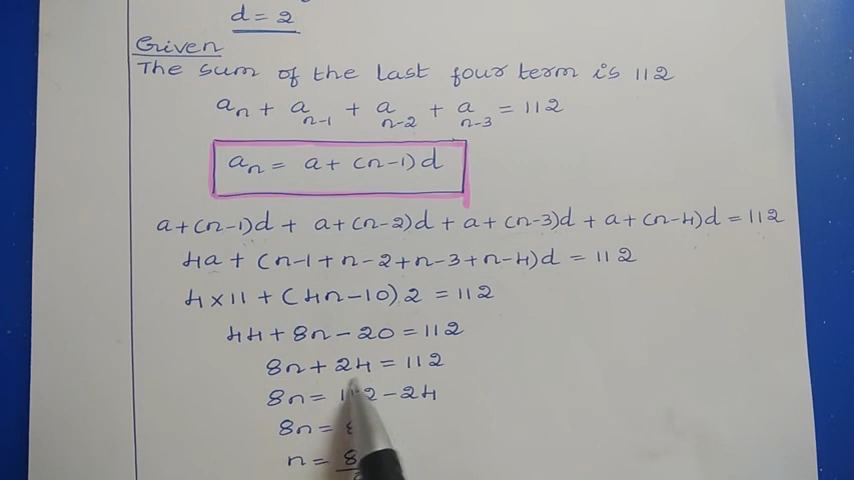 d = 2
Given
The sum of the last four term is 112
aₙ + aₙ₋₁ + aₙ₋₂ + aₙ₋₃ = 112
aₙ = a + (n-1)d
a+(n-1)d + a+(n-2)d + a+(n-3)d + a+(n-4)d = 112
4a + (n-1+n-2+n-3+n-4)d = 112
4×11 + (4n-10)2 = 112
44 + 8n - 20 = 112
8n + 24 = 112
8n = 112 - 24
8n =
n = 8